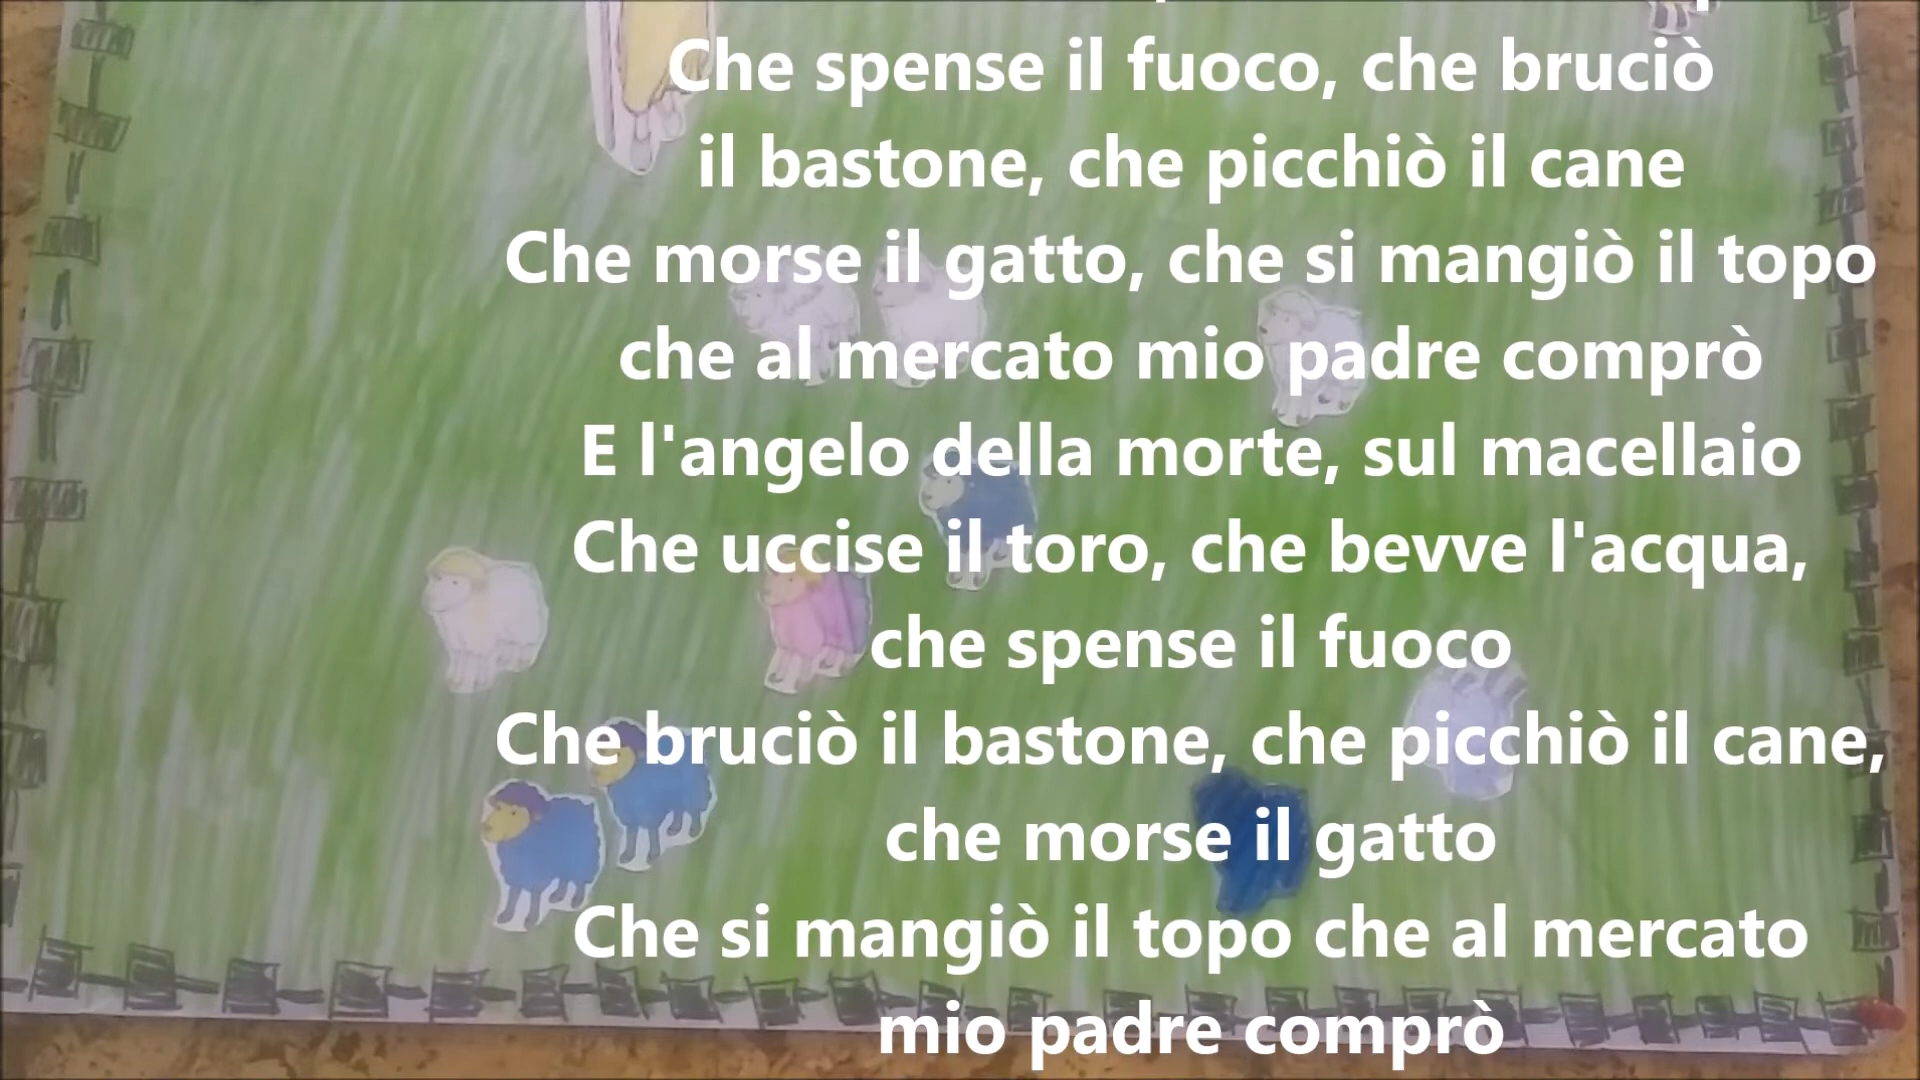 Che spense il fuoco, che bruciò
il bastone, che picchiò il cane
Che morse il gatto, che si mangiò il topo
che al mercato mio padre comprò
E l'angelo della morte, sul macellaio
Che uccise il toro, che bevve l'acqua,
che spense il fuoco
Che bruciò il bastone, che picchiò il cane,
che morse il gatto
Che si mangiò il topo che al mercato
mio padre comprò